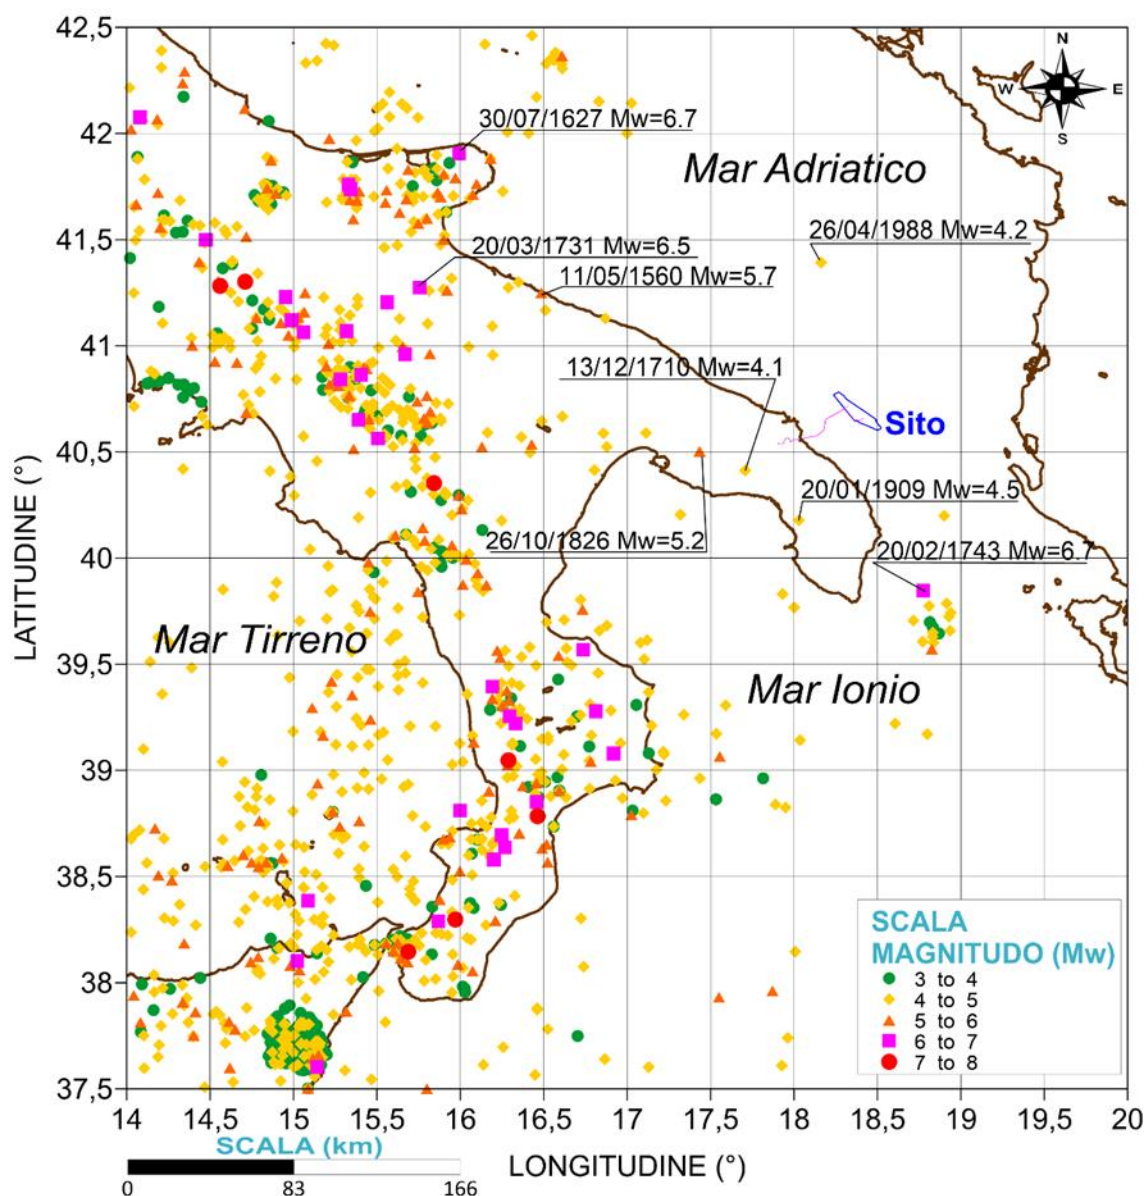 42,5
42
41,5
41
40,5
40
39,5
39
38,5
38
37,5
LATITUDINE (°)
N
W
E
S
30/07/1627 Mw=6.7
Mar Adriatico
26/04/1988 Mw=4.2
20/03/1731 Mw=6.5
11/05/1560 Mw=5.7
13/12/1710 Mw=4.1
Sito
20/01/1909 Mw=4.5
26/10/1826 Mw=5.2
20/02/1743 Mw=6.7
Mar Tirreno
Mar Ionio
SCALA
MAGNITUDO (Mw)
3 to 4
4 to 5
5 to 6
6 to 7
7 to 8
14 14,5 15 15,5 16 16,5 17 17,5 18 18,5 19 19,5 20
SCALA (km)
LONGITUDINE (°)
0 83 166